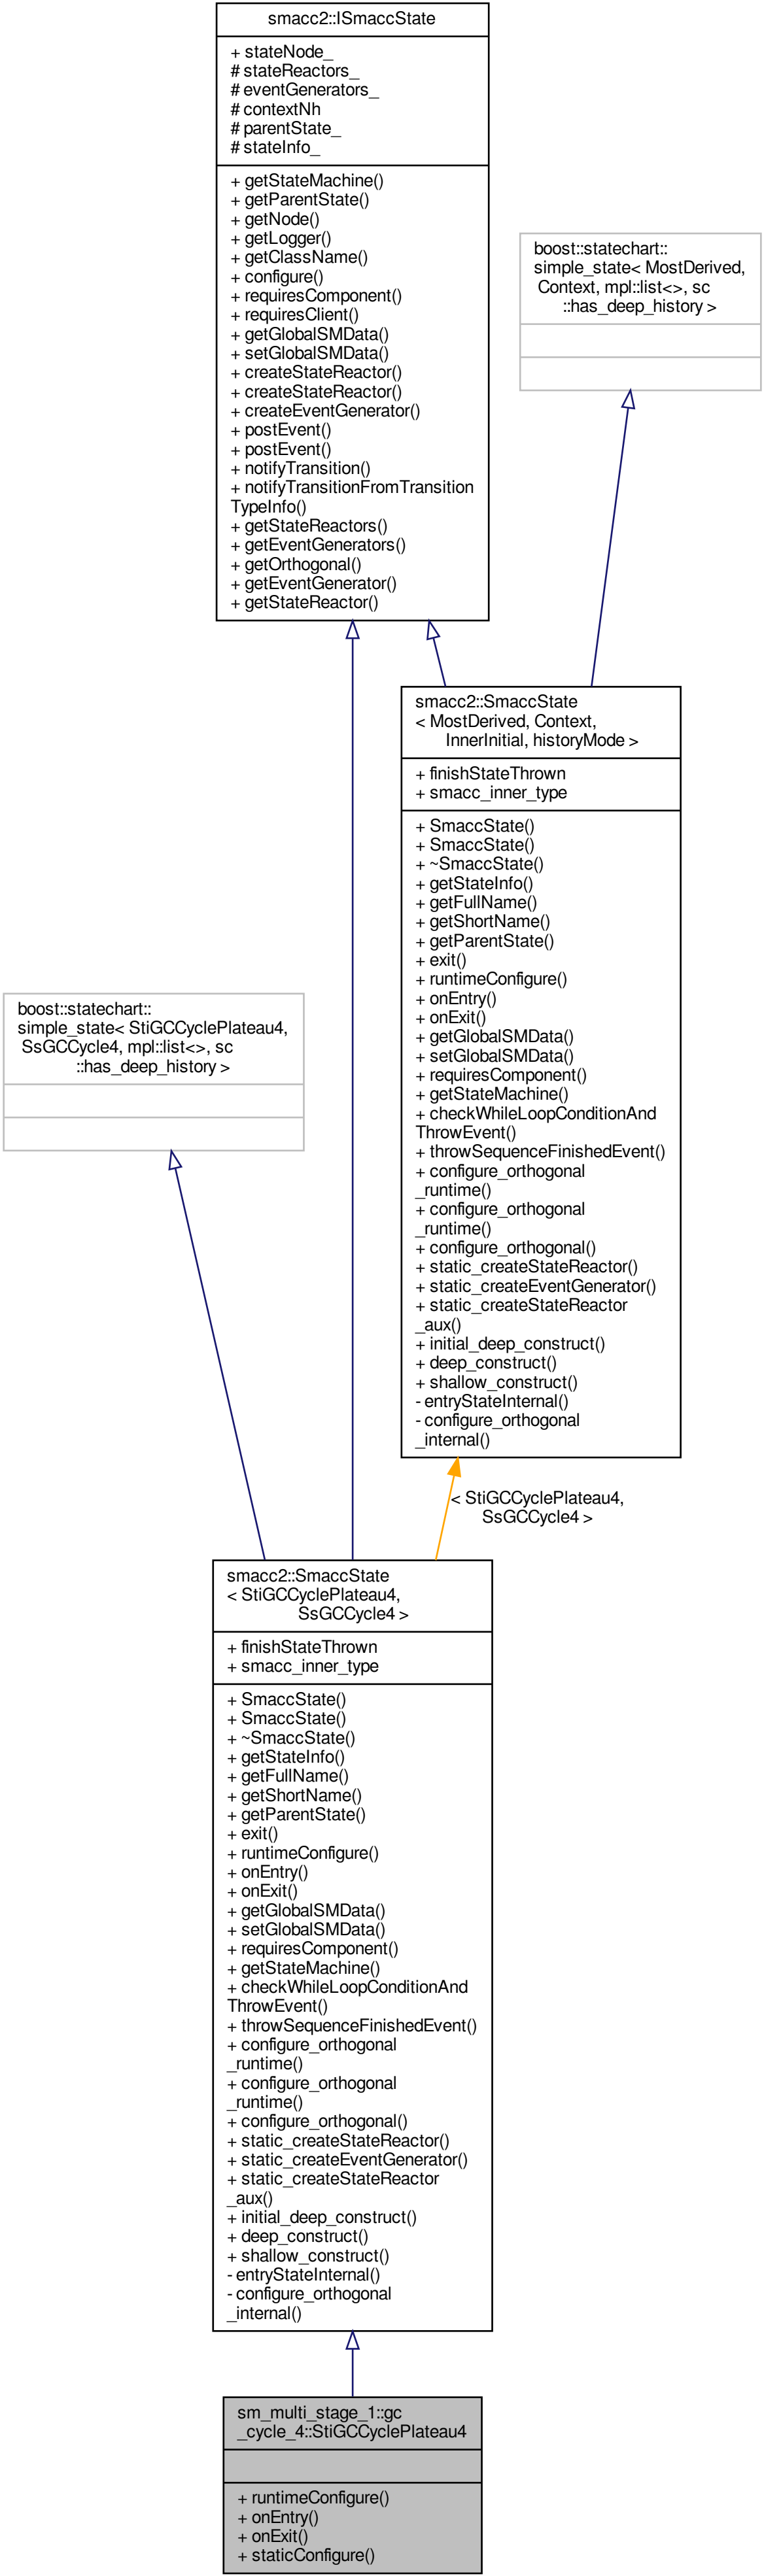 smacc2::ISmaccState
+ stateNode_
# stateReactors_
# eventGenerators_
# contextNh
# parentState_
# stateInfo_
+ getStateMachine()
+ getParentState()
+ getNode()
+ getLogger()
+ getClassName()
+ configure()
+ requiresComponent()
+ requiresClient()
+ getGlobalSMData()
+ setGlobalSMData()
+ createStateReactor()
+ createStateReactor()
+ createEventGenerator()
+ postEvent()
+ postEvent()
+ notifyTransition()
+ notifyTransitionFromTransition
TypeInfo()
+ getStateReactors()
+ getEventGenerators()
+ getOrthogonal()
+ getEventGenerator()
+ getStateReactor()
boost::statechart::
simple_state< MostDerived,
Context, mpl::list<>, sc
::has_deep_history >
smacc2::SmaccState
< MostDerived, Context,
InnerInitial, historyMode >
+ finishStateThrown
+ smacc_inner_type
+ SmaccState()
+ SmaccState()
+ ~SmaccState()
+ getStateInfo()
+ getFullName()
+ getShortName()
+ getParentState()
+ exit()
+ runtimeConfigure()
+ onEntry()
+ onExit()
+ getGlobalSMData()
+ setGlobalSMData()
+ requiresComponent()
+ getStateMachine()
+ checkWhileLoopConditionAnd
ThrowEvent()
+ throwSequenceFinishedEvent()
+ configure_orthogonal
_runtime()
+ configure_orthogonal
_runtime()
+ configure_orthogonal()
+ static_createStateReactor()
+ static_createEventGenerator()
+ static_createStateReactor
_aux()
+ initial_deep_construct()
+ deep_construct()
+ shallow_construct()
- entryStateInternal()
- configure_orthogonal
_internal()
boost::statechart::
simple_state< StiGCCyclePlateau4,
SsGCCycle4, mpl::list<>, sc
::has_deep_history >
< StiGCCyclePlateau4,
SsGCCycle4 >
smacc2::SmaccState
< StiGCCyclePlateau4,
SsGCCycle4 >
+ finishStateThrown
+ smacc_inner_type
+ SmaccState()
+ SmaccState()
+ ~SmaccState()
+ getStateInfo()
+ getFullName()
+ getShortName()
+ getParentState()
+ exit()
+ runtimeConfigure()
+ onEntry()
+ onExit()
+ getGlobalSMData()
+ setGlobalSMData()
+ requiresComponent()
+ getStateMachine()
+ checkWhileLoopConditionAnd
ThrowEvent()
+ throwSequenceFinishedEvent()
+ configure_orthogonal
_runtime()
+ configure_orthogonal
_runtime()
+ configure_orthogonal()
+ static_createStateReactor()
+ static_createEventGenerator()
+ static_createStateReactor
_aux()
+ initial_deep_construct()
+ deep_construct()
+ shallow_construct()
- entryStateInternal()
- configure_orthogonal
_internal()
sm_multi_stage_1::gc
_cycle_4::StiGCCyclePlateau4
+ runtimeConfigure()
+ onEntry()
+ onExit()
+ staticConfigure()